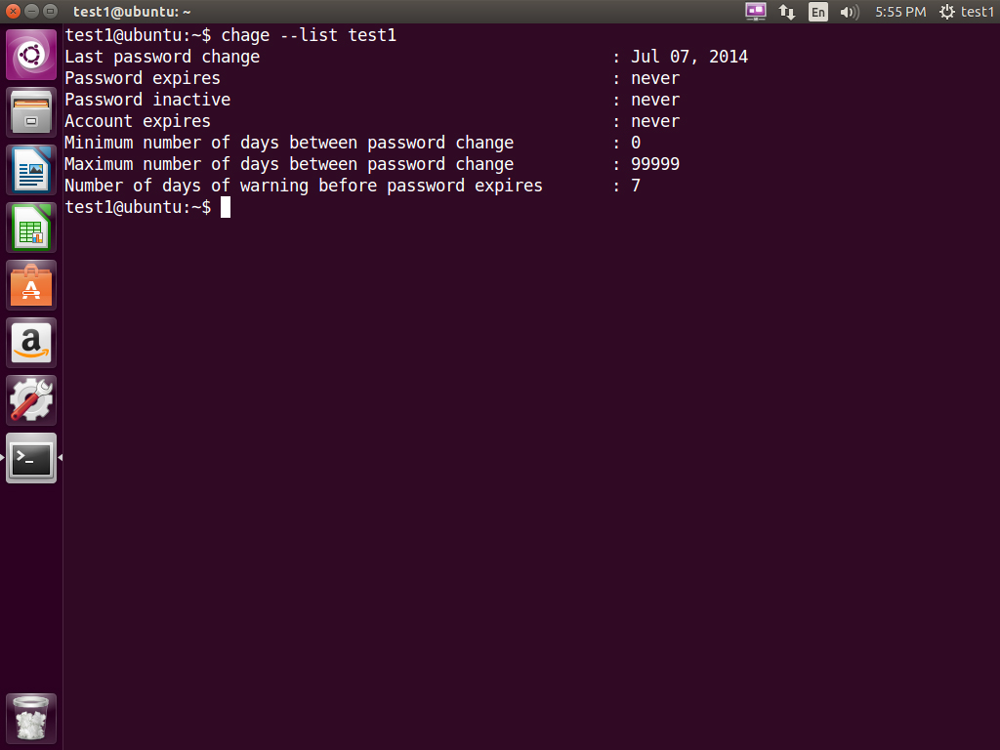 test1@ubuntu: ~
En
5:55 PM
test1
test1@ubuntu:~$ chage --list test1
Last password change : Jul 07, 2014
Password expires : never
Password inactive : never
Account expires : never
Minimum number of days between password change : 0
Maximum number of days between password change : 99999
Number of days of warning before password expires : 7
test1@ubuntu:~$